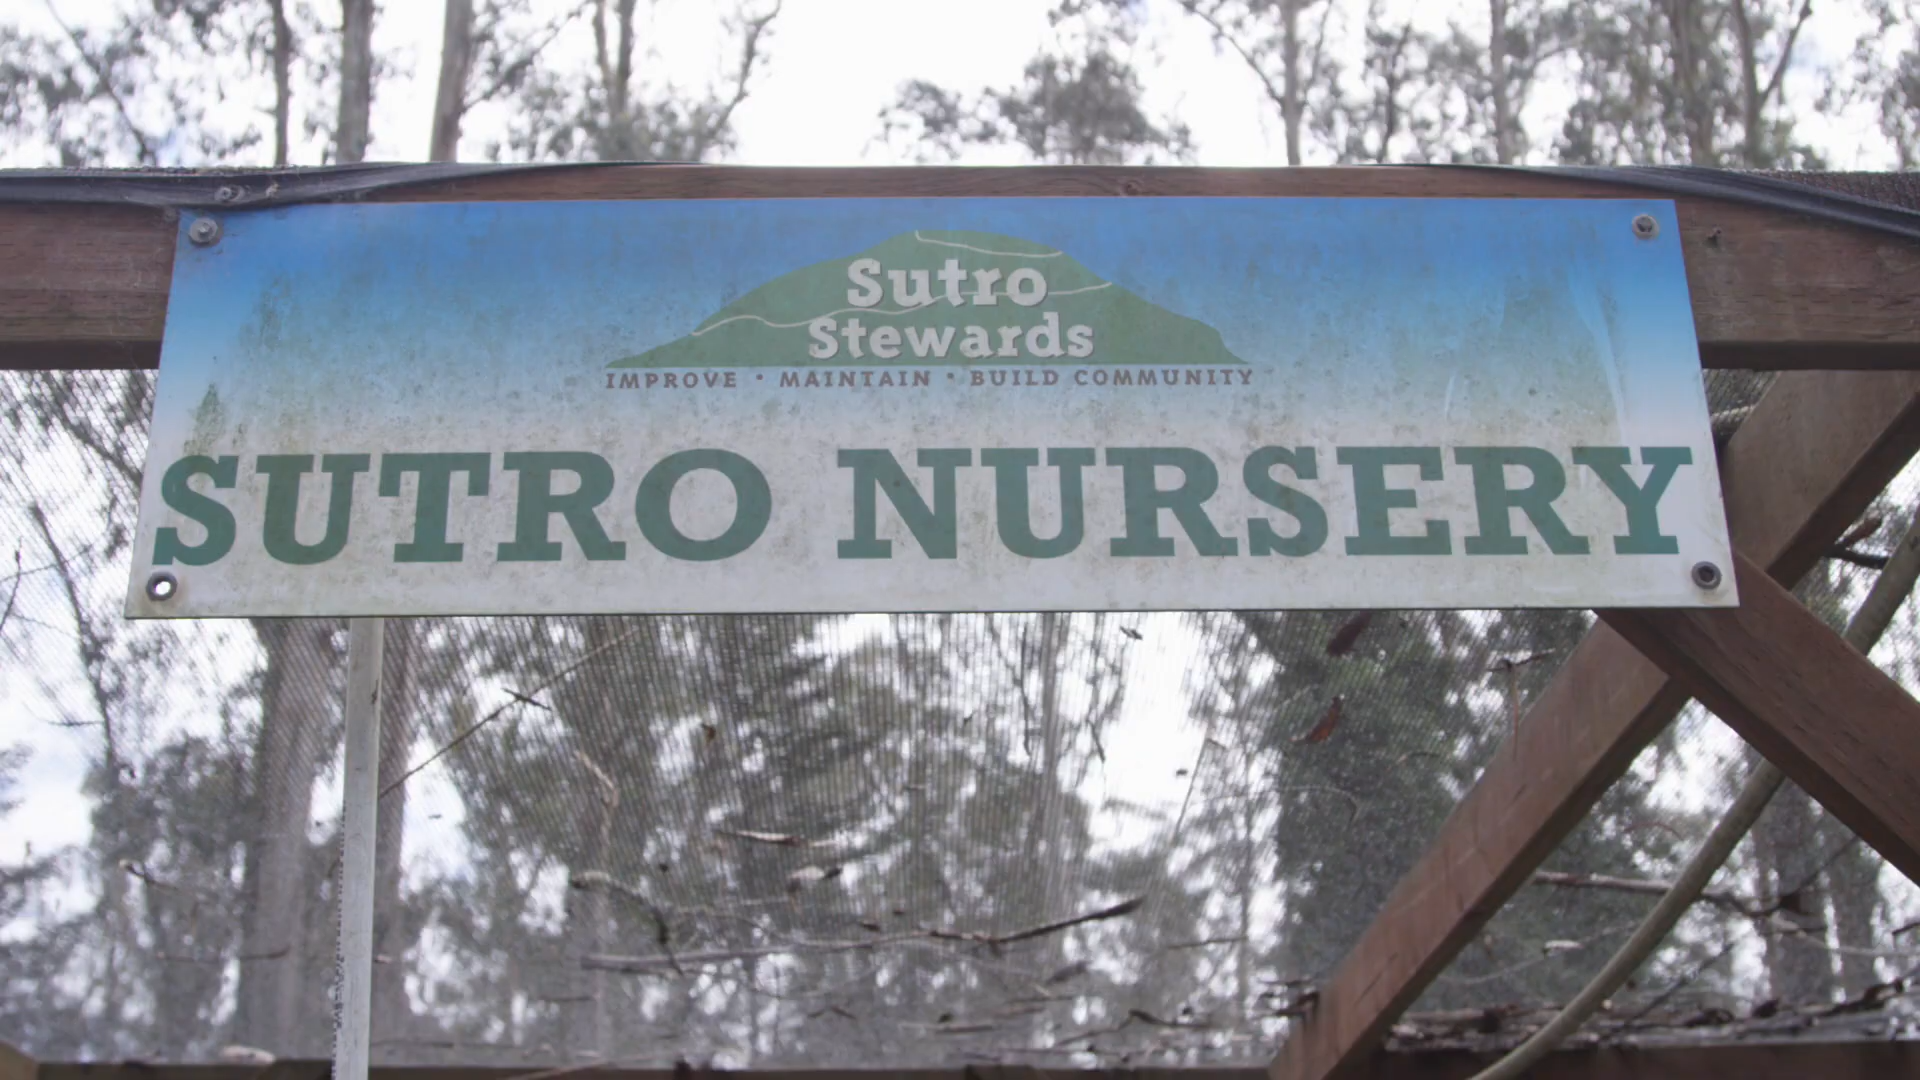 Sutro
Stewards
IMPROVE • MAINTAIN • BUILD COMMUNITY
SUTRO NURSERY